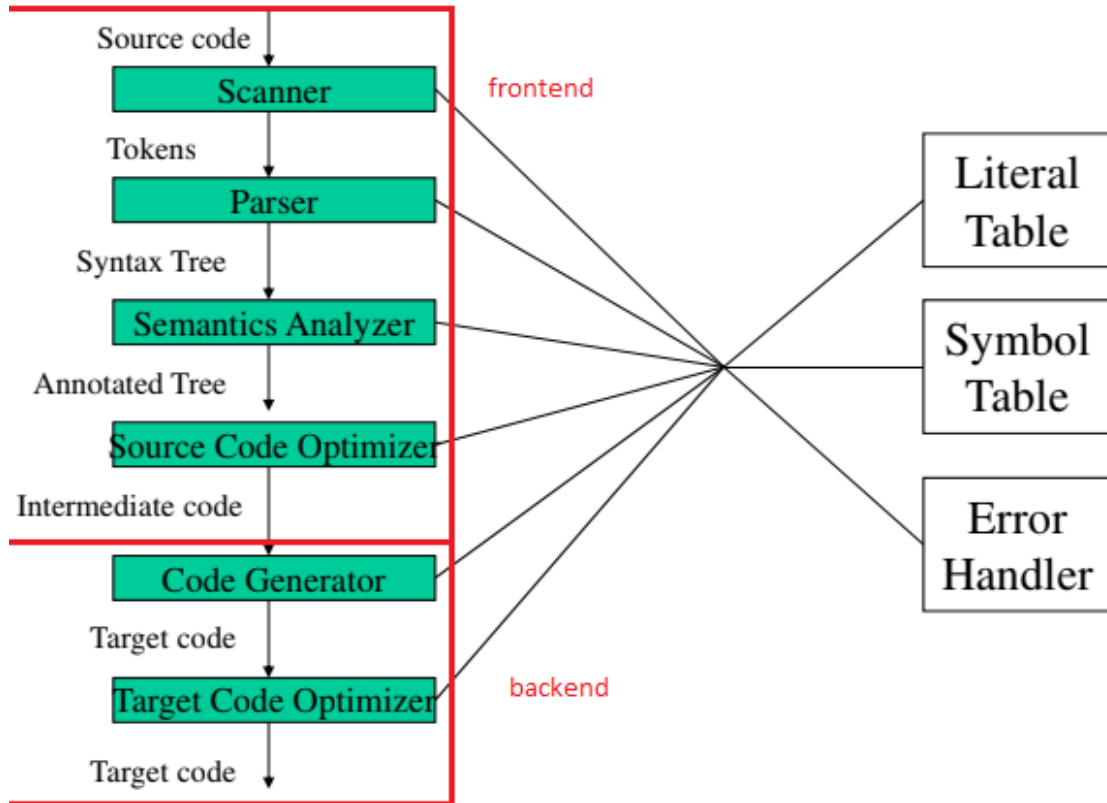 Source code
Scanner
frontend
Tokens
Parser
Syntax Tree
Semantics Analyzer
Annotated Tree
Source Code Optimizer
Intermediate code
Code Generator
Target code
Target Code Optimizer
backend
Target code
Literal
Table
Symbol
Table
Error
Handler